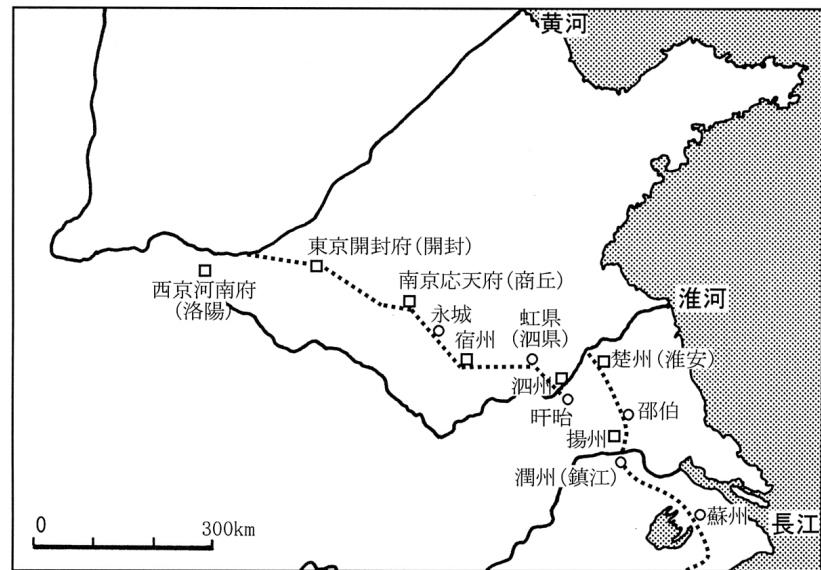 黄河
東京開封府(開封)
西京河南府
(洛陽)
南京応天府(商丘)
永城
宿州
虹県
(泗県)
淮河
泗州
楚州(淮安)
盱眙
邵伯
揚州
潤州(鎮江)
蘇州
長江
0
300km